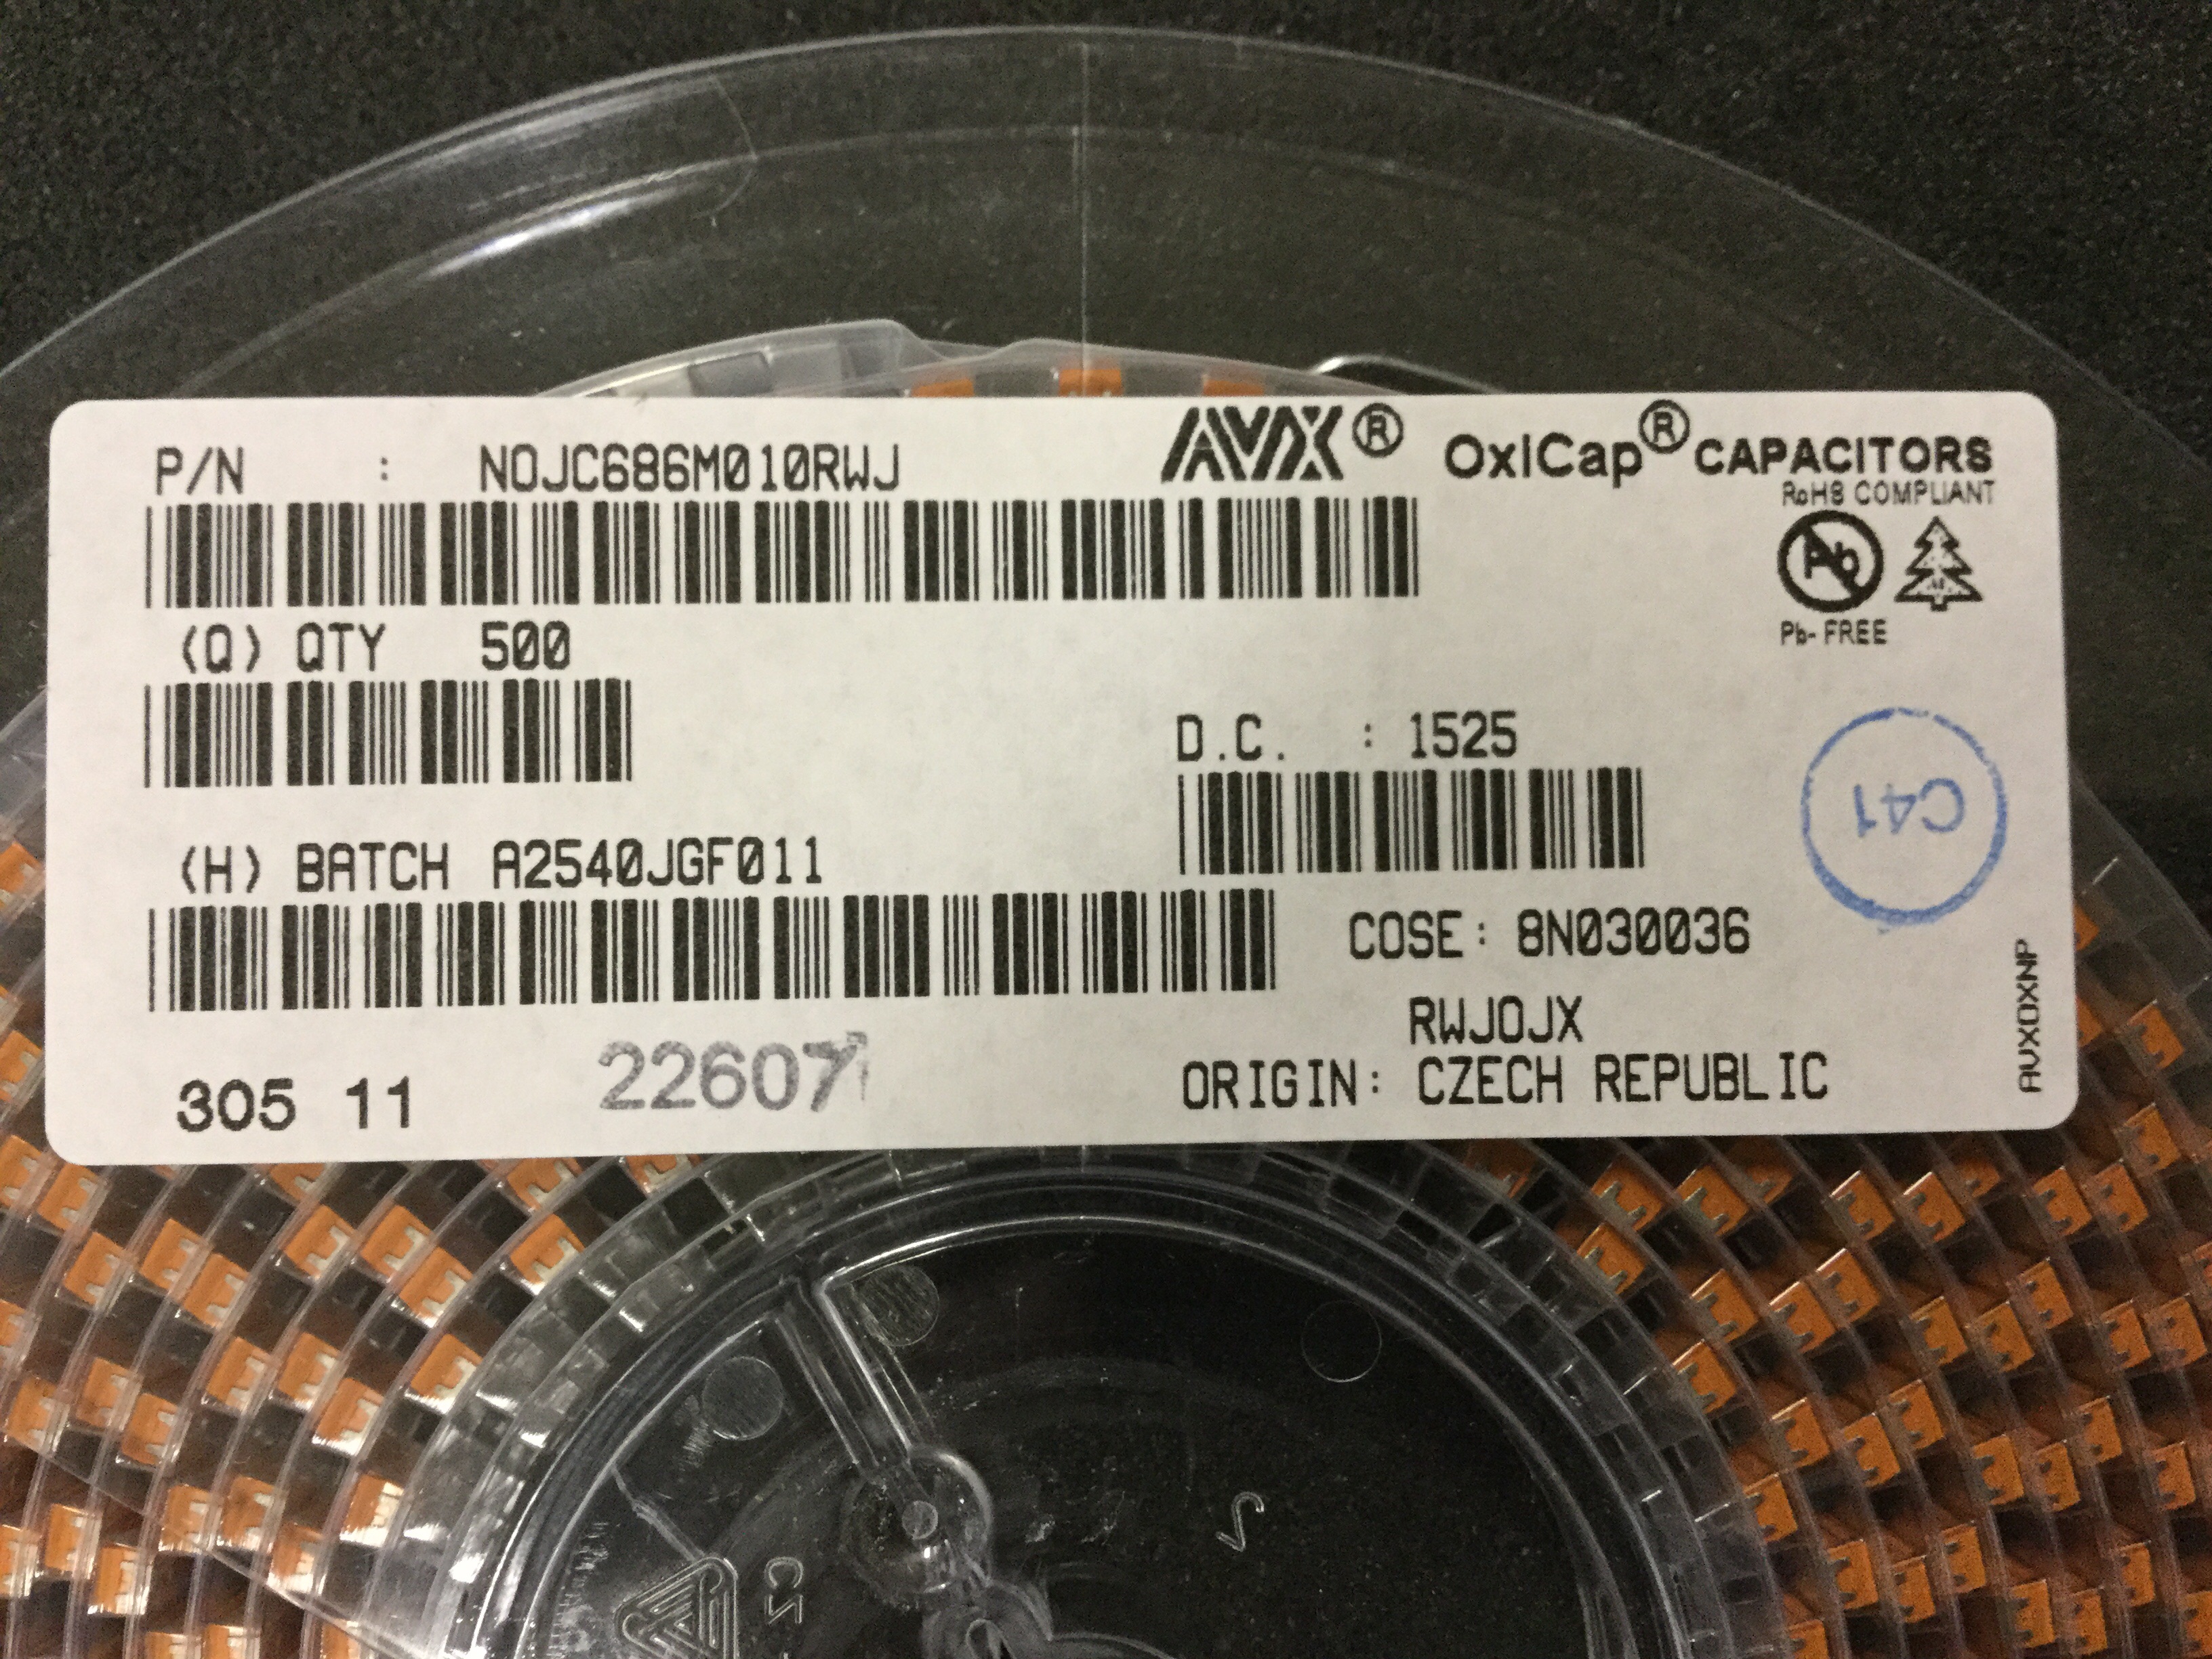 P/N : NOJC686M010RWJ
AVX® OxiCap® CAPACITORS
RoHS COMPLIANT
Pb
Pb- FREE
(Q) QTY 500
D.C. : 1525
C41
(H) BATCH A2540JGF011
COSE: 8N030036
RWJOJX
305 11
22607
ORIGIN: CZECH REPUBLIC
AVXOXNP